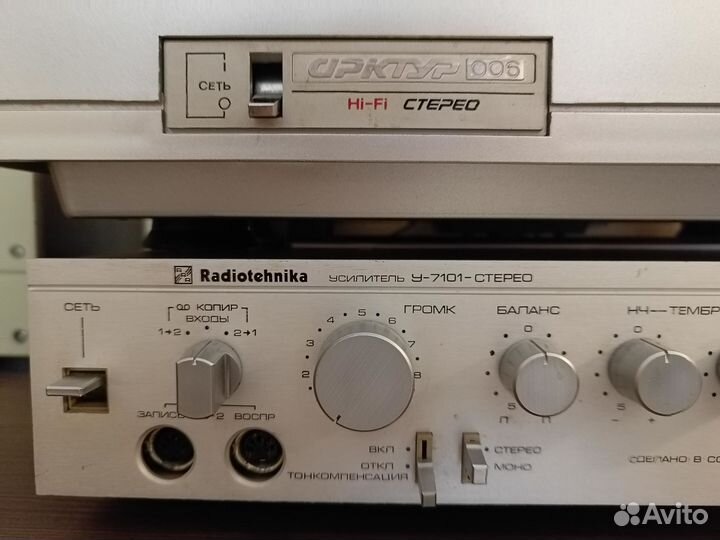 АРКТУР 006
СЕТЬ
Hi-Fi СТЕРЕО
Radiotehnika УСИЛИТЕЛЬ У-7101-СТЕРЕО
СЕТЬ
КОПИР
ВХОДЫ
1→2 2→1
ЗАПИСЬ 2 ВОСПР
ГРОМК
2 3 4 5 6 7 8
БАЛАНС
0
5 5
Л П
НЧ—ТЕМБР
0
5
- +
ВКЛ
ОТКЛ
ТОНКОМПЕНСАЦИЯ
СТЕРЕО
МОНО
СДЕЛАНО В
Avito